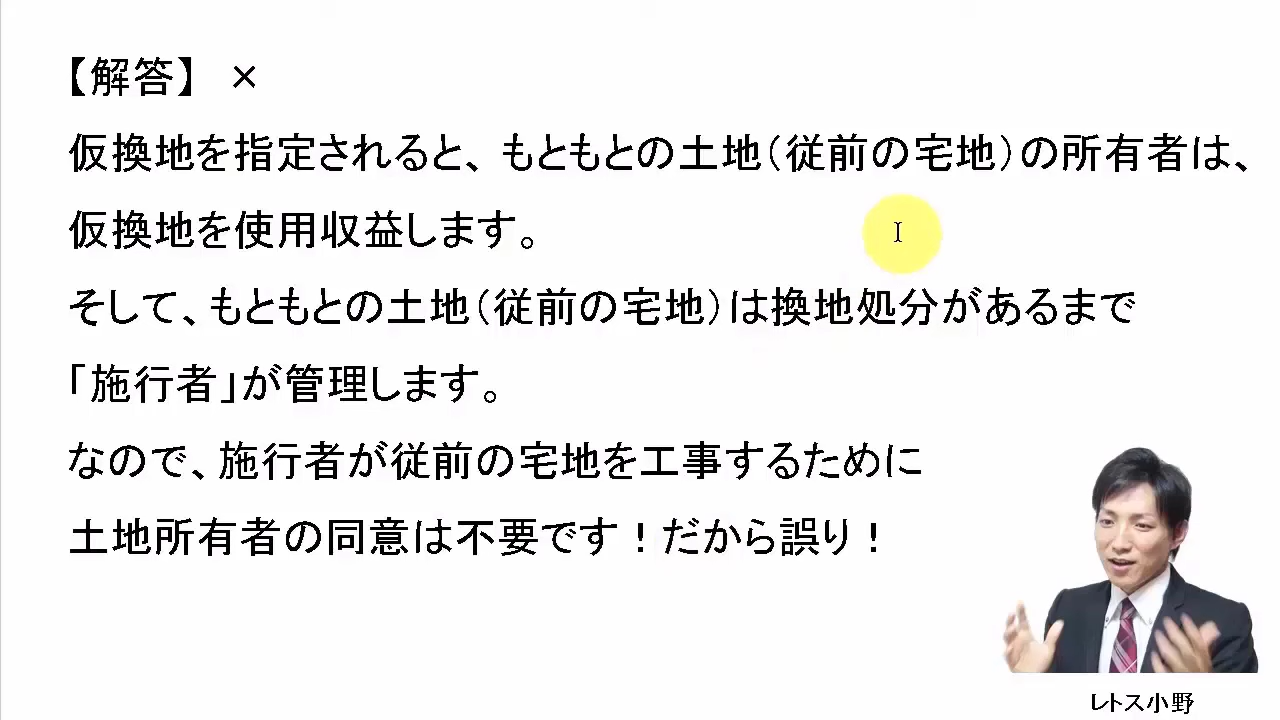 【解答】 ×
仮換地を指定されると、もともとの土地（従前の宅地）の所有者は、
仮換地を使用収益します。
そして、もともとの土地（従前の宅地）は換地処分があるまで
「施行者」が管理します。
なので、施行者が従前の宅地を工事するために
土地所有者の同意は不要です！だから誤り！
レトス小野